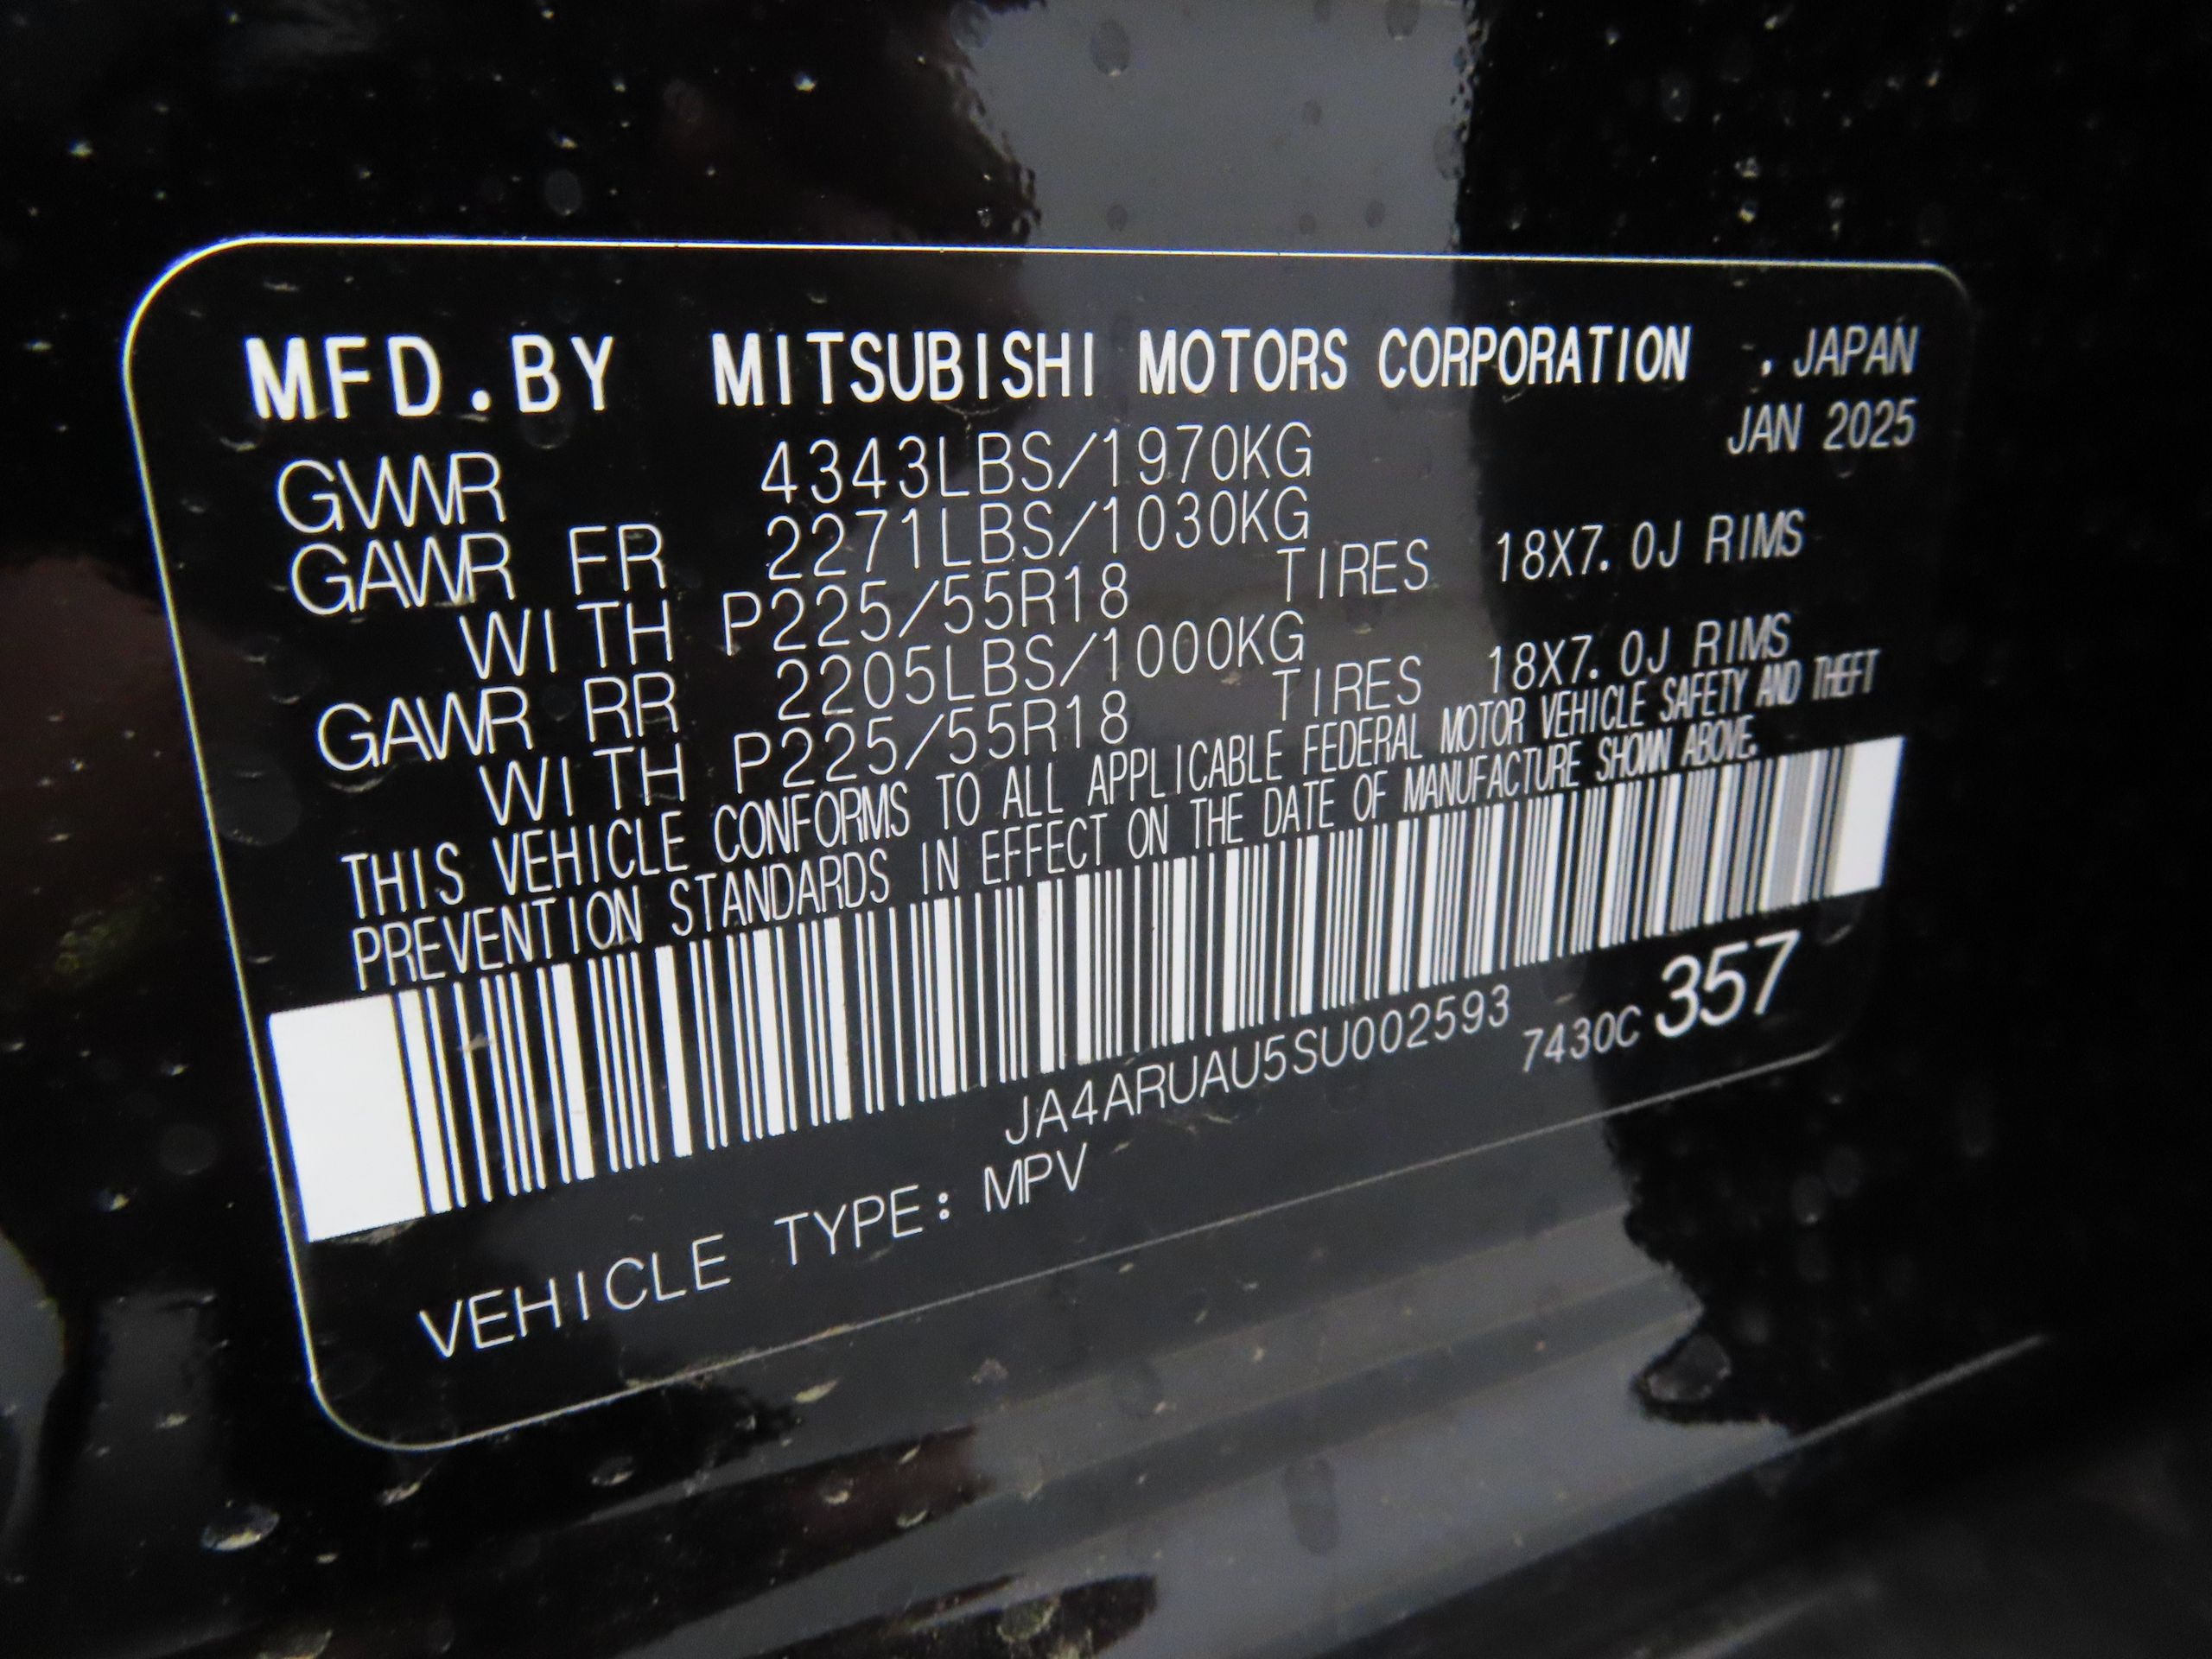 MFD.BY MITSUBISHI MOTORS CORPORATION , JAPAN
JAN 2025
GVWR 4343LBS/1970KG
GAWR FR 2271LBS/1030KG
WITH P225/55R18 TIRES 18X7.0J RIMS
GAWR RR 2205LBS/1000KG
WITH P225/55R18 TIRES 18X7.0J RIMS
THIS VEHICLE CONFORMS TO ALL APPLICABLE FEDERAL MOTOR VEHICLE SAFETY AND THEFT
PREVENTION STANDARDS IN EFFECT ON THE DATE OF MANUFACTURE SHOWN ABOVE.
JA4ARUAU5SU002593 7430C 357
VEHICLE TYPE: MPV